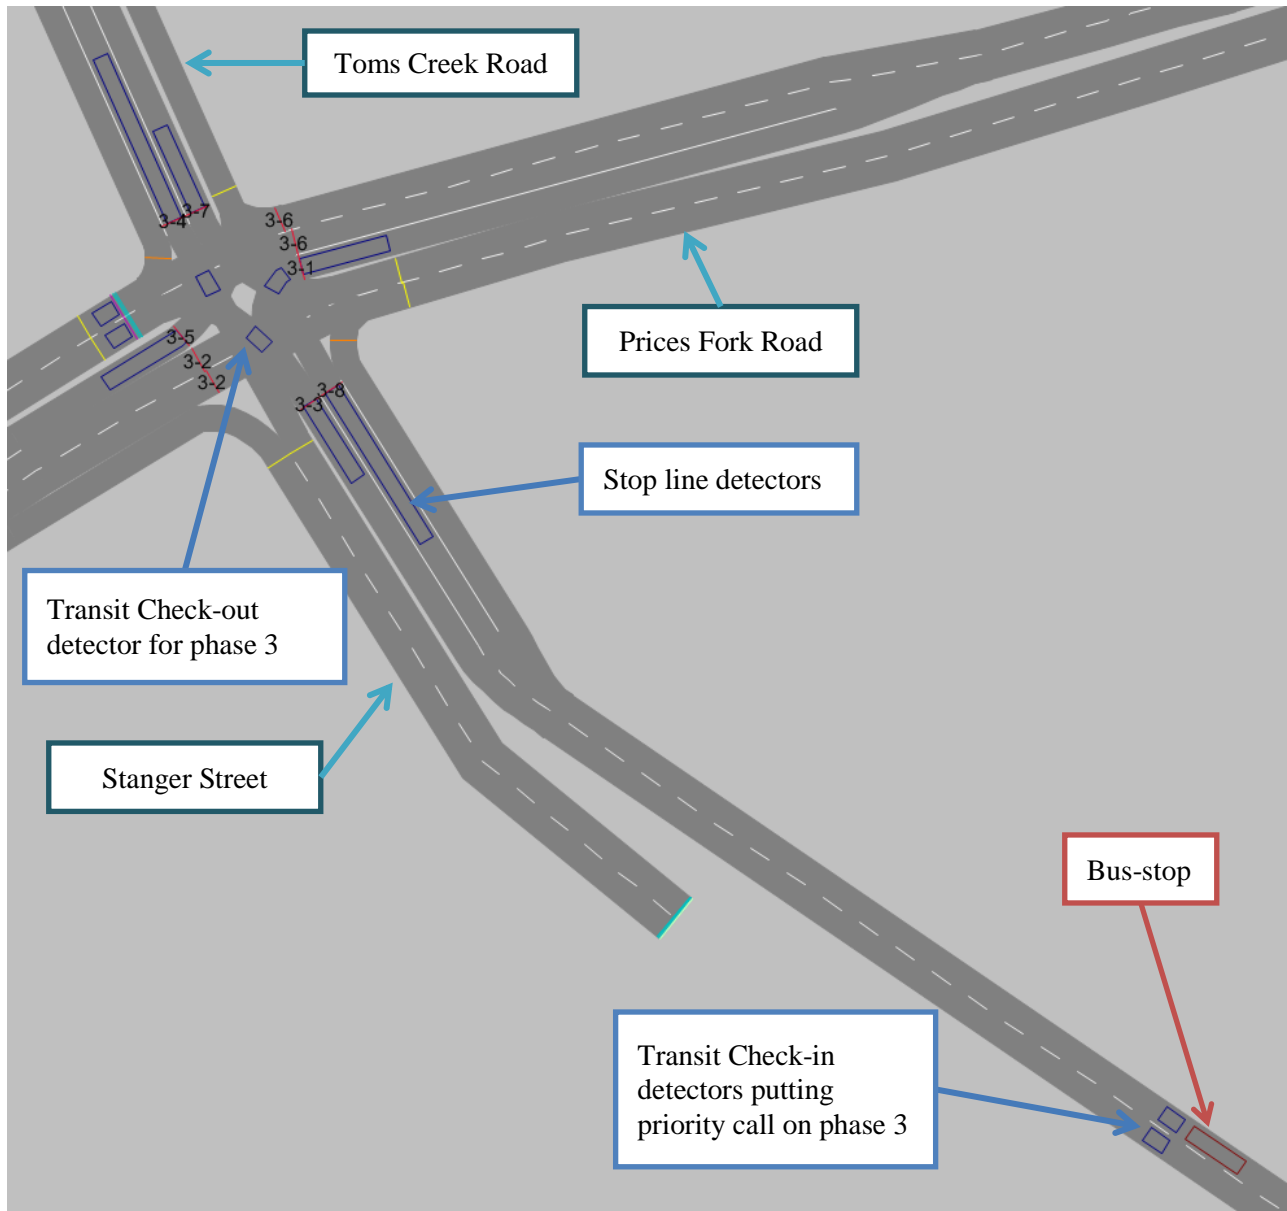 Toms Creek Road
3-4
3-7
3-6
3-6
3-1
Prices Fork Road
3-5
3-2
3-2
3-8
3-3
Stop line detectors
Transit Check-out
detector for phase 3
Stanger Street
Bus-stop
Transit Check-in
detectors putting
priority call on phase 3